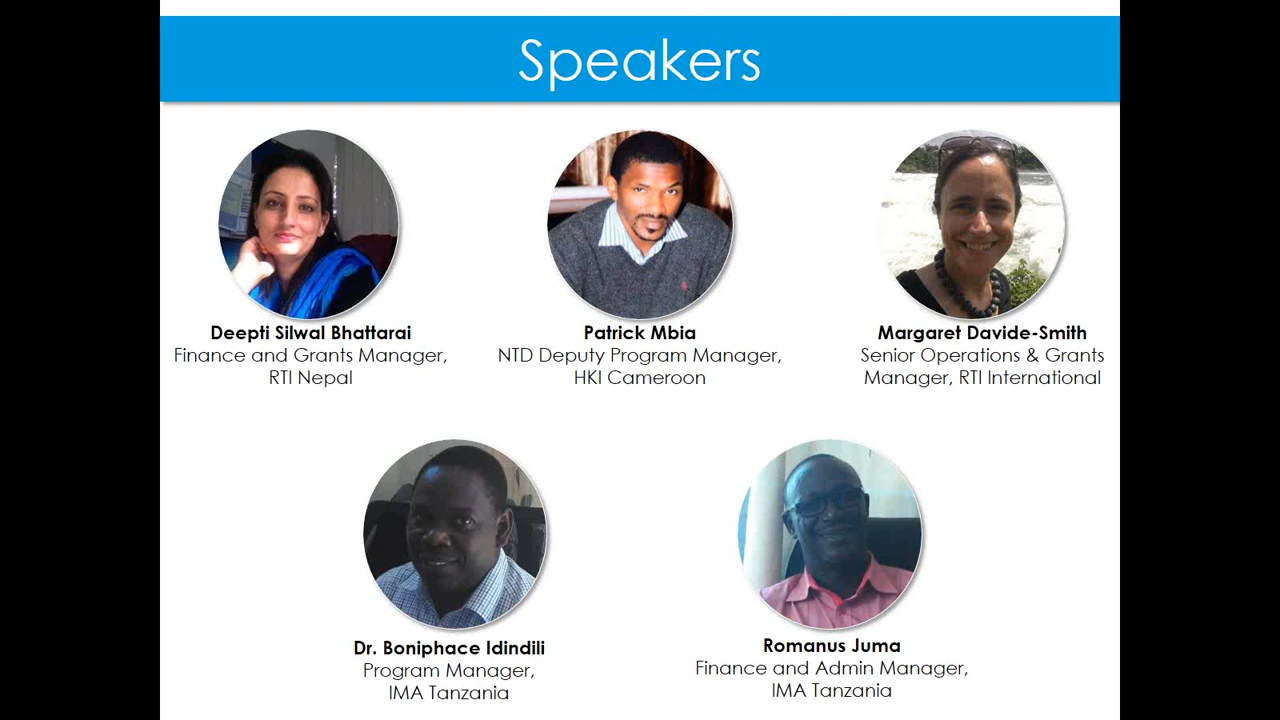 Speakers
Deepti Silwal Bhattarai
Finance and Grants Manager,
RTI Nepal
Patrick Mbia
NTD Deputy Program Manager,
HKI Cameroon
Margaret Davide-Smith
Senior Operations & Grants
Manager, RTI International
Dr. Boniphace Idindili
Program Manager,
IMA Tanzania
Romanus Juma
Finance and Admin Manager,
IMA Tanzania